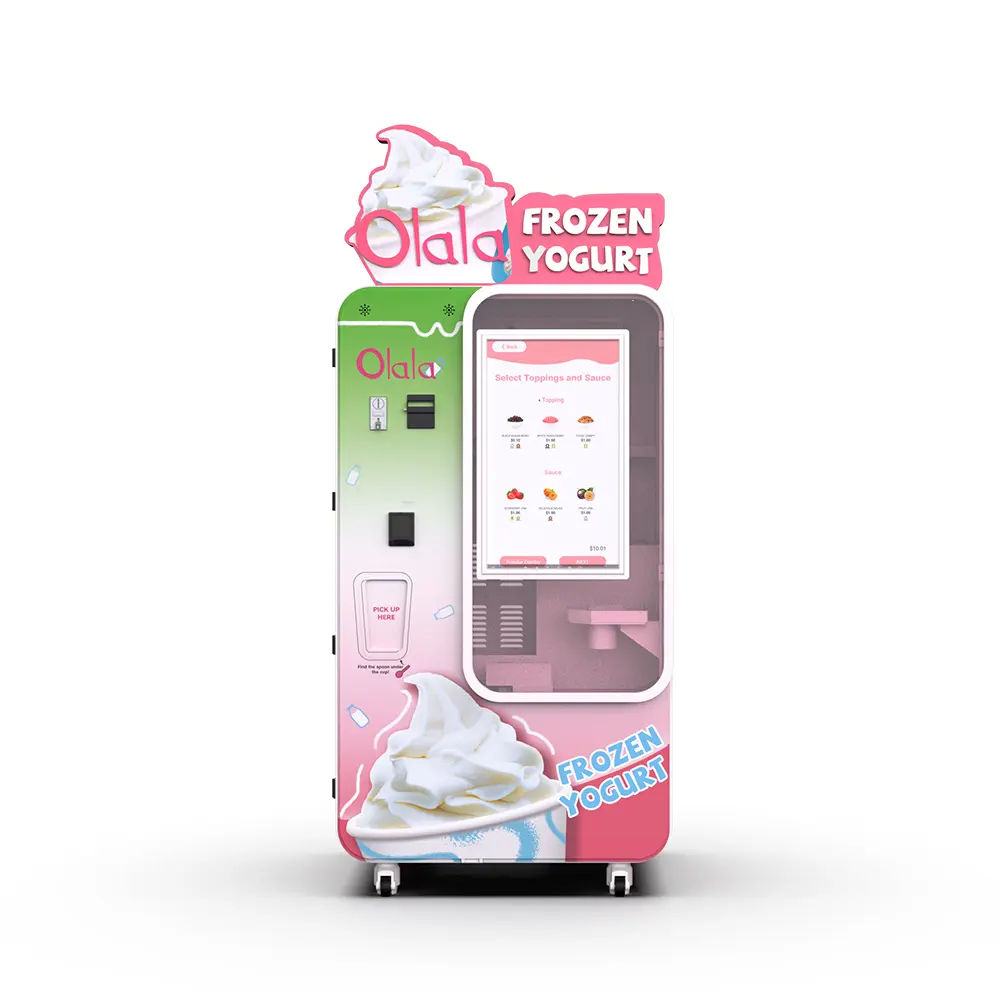 Olala
FROZEN
YOGURT
Olala
Select Toppings and Sauce
Topping
Sauce
$10.01
NEXT
PICK UP
HERE
Find the spoon under
the cup!
FROZEN
YOGURT